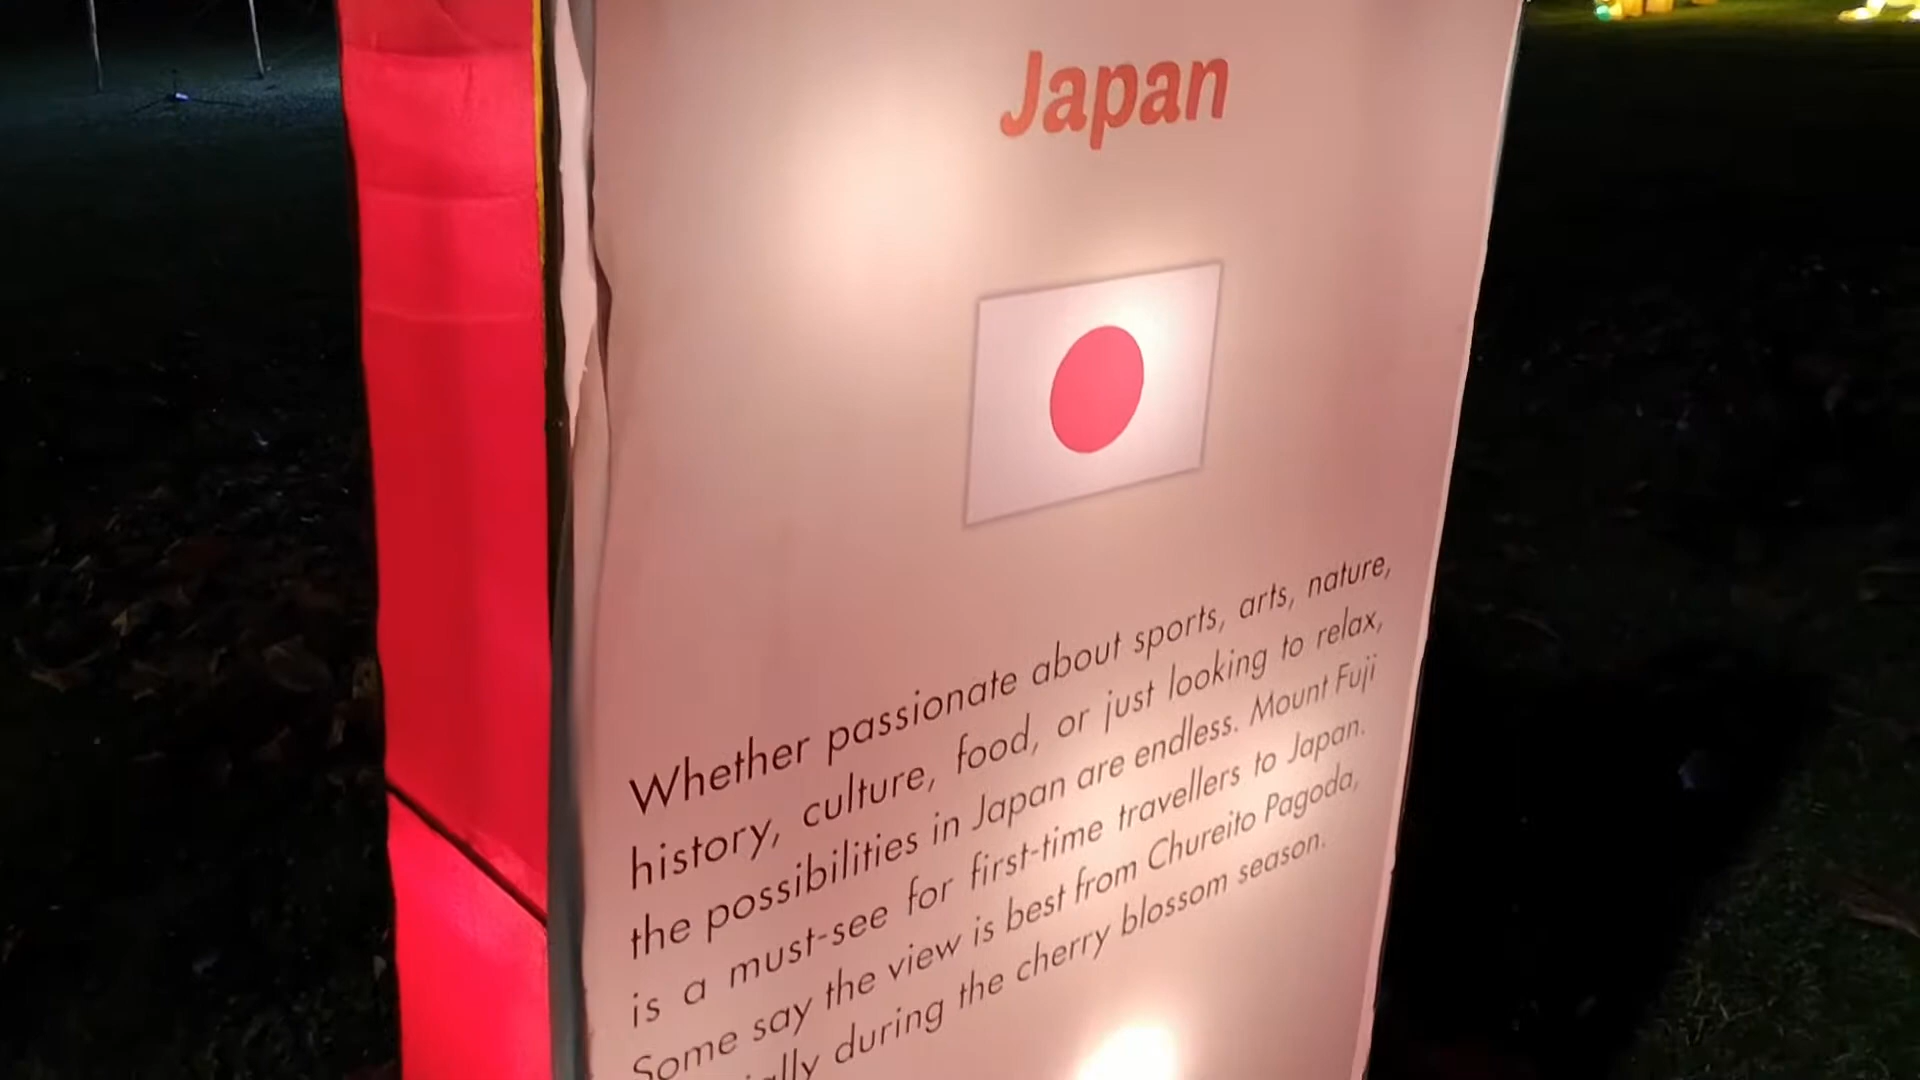 Japan
Whether passionate about sports, arts, nature,
history, culture, food, or just looking to relax,
the possibilities in Japan are endless. Mount Fuji
is a must-see for first-time travellers to Japan.
Some say the view is best from Chureito Pagoda,
during the cherry blossom season.